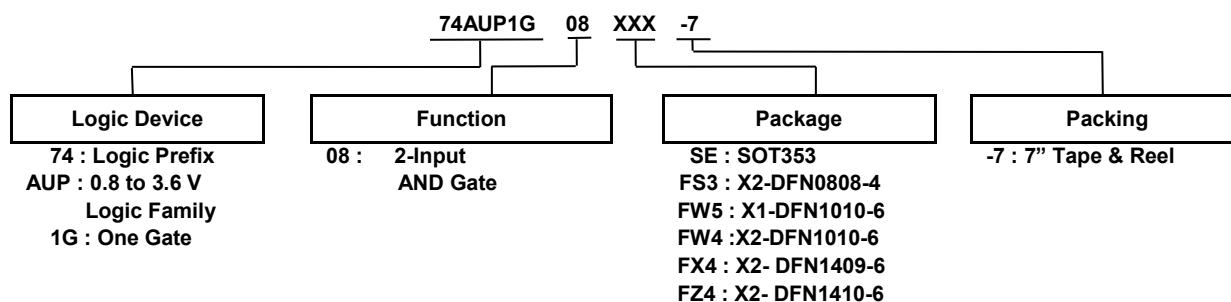 74AUP1G 08 XXX -7
Logic Device
74 : Logic Prefix
AUP : 0.8 to 3.6 V
Logic Family
1G : One Gate
Function
08 : 2-Input
AND Gate
Package
SE : SOT353
FS3 : X2-DFN0808-4
FW5 : X1-DFN1010-6
FW4 :X2-DFN1010-6
FX4 : X2- DFN1409-6
FZ4 : X2- DFN1410-6
Packing
-7 : 7” Tape & Reel